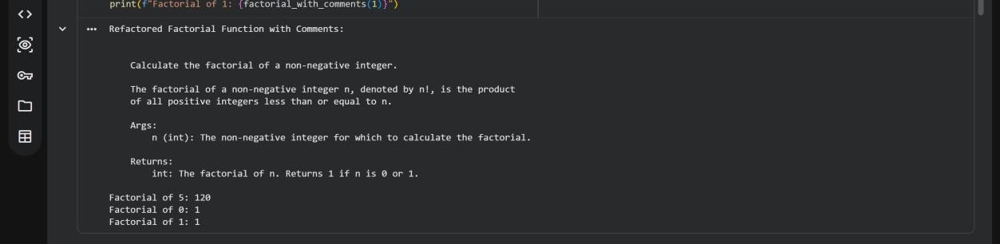 print(f"Factorial of 1: {factorial_with_comments(1)}")
Refactored Factorial Function with Comments:
Calculate the factorial of a non-negative integer.
The factorial of a non-negative integer n, denoted by n!, is the product
of all positive integers less than or equal to n.
Args:
n (int): The non-negative integer for which to calculate the factorial.
Returns:
int: The factorial of n. Returns 1 if n is 0 or 1.
Factorial of 5: 120
Factorial of 0: 1
Factorial of 1: 1